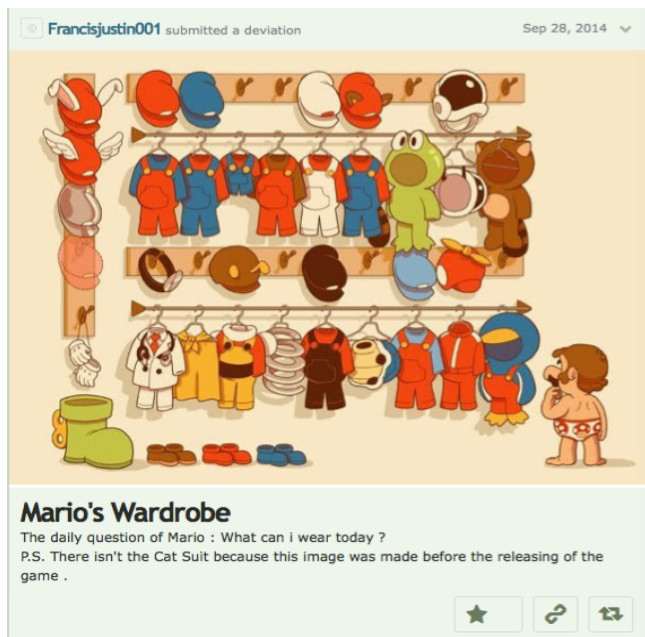 Francisjustin001 submitted a deviation
Sep 28, 2014
Mario's Wardrobe
The daily question of Mario : What can i wear today ?
P.S. There isn't the Cat Suit because this image was made before the releasing of the
game .